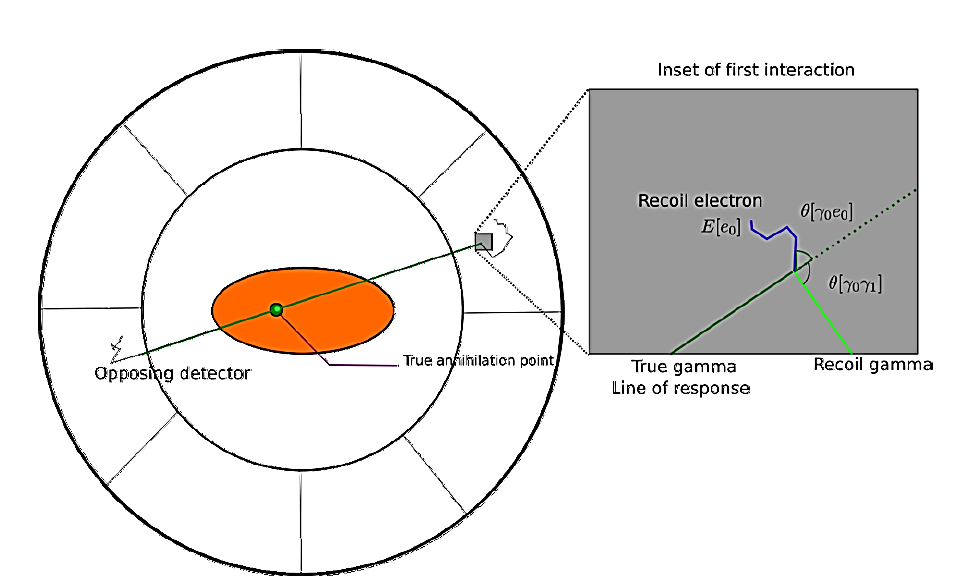 Inset of first interaction
Recoil electron
E[e₀]
θ[γ₀e₀]
θ[γ₀γ₁]
True annihilation point
Opposing detector
True gamma
Line of response
Recoil gamma